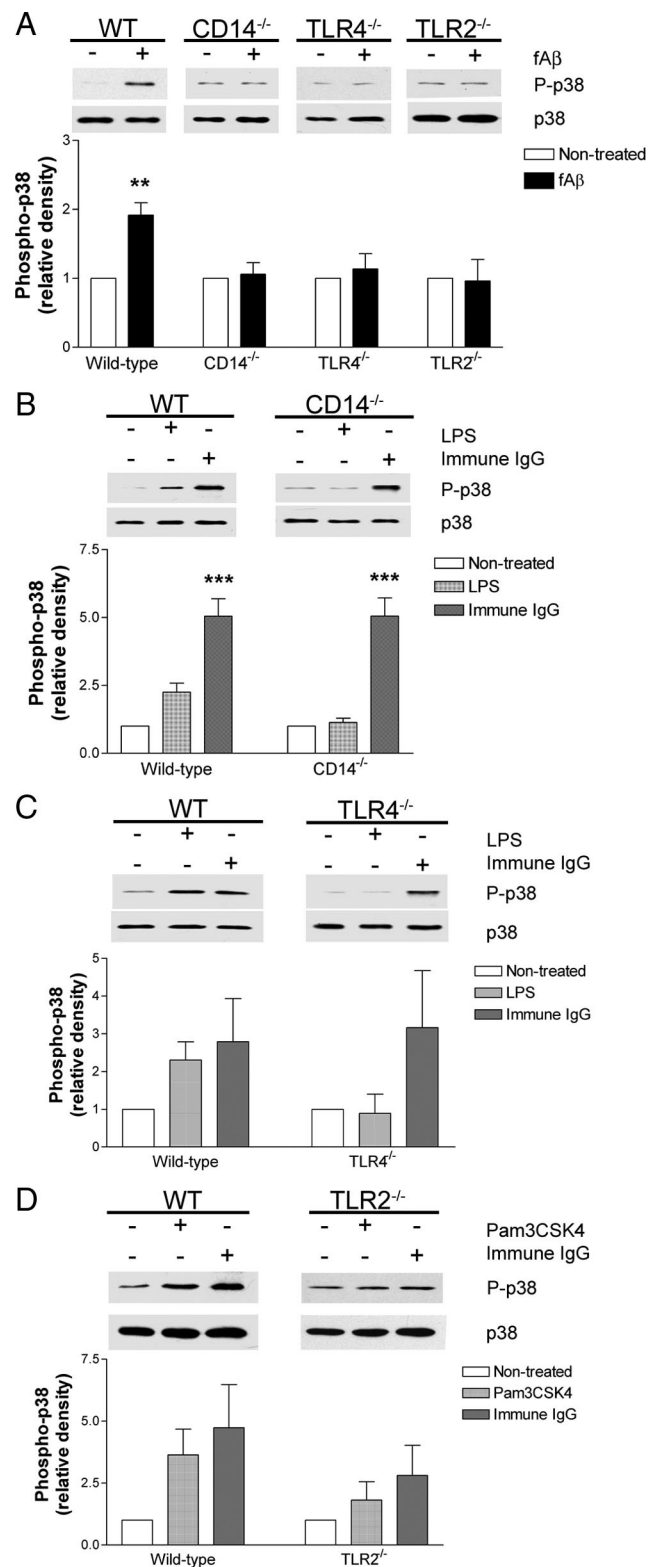 A
WT CD14-/- TLR4-/- TLR2-/-
- + - + - + - + fAβ
P-p38
p38
3
2
1
0
Phospho-p38
(relative density)
**
Non-treated
fAβ
Wild-type CD14-/- TLR4-/- TLR2-/-
B
WT CD14-/-
- + - - + - LPS
- - + - - + Immune IgG
P-p38
p38
7.5
5.0
2.5
0.0
Phospho-p38
(relative density)
*** ***
Non-treated
LPS
Immune IgG
Wild-type CD14-/-
C
WT TLR4-/-
- + - - + - LPS
- - + - - + Immune IgG
P-p38
p38
5
4
3
2
1
0
Phospho-p38
(relative density)
Non-treated
LPS
Immune IgG
Wild-type TLR4-/-
D
WT TLR2-/-
- + - - + - Pam3CSK4
- - + - - + Immune IgG
P-p38
p38
7.5
5.0
2.5
0.0
Phospho-p38
(relative density)
Non-treated
Pam3CSK4
Immune IgG
Wild-type TLR2-/-